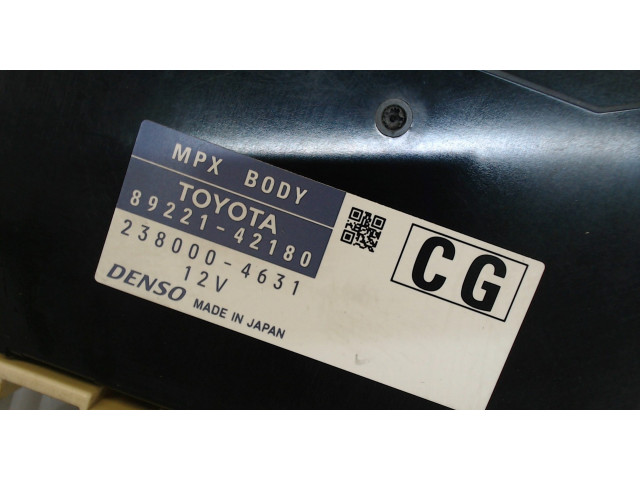 MPX BODY
TOYOTA
89221-42180
238000-4631
12V
DENSO MADE IN JAPAN
CG